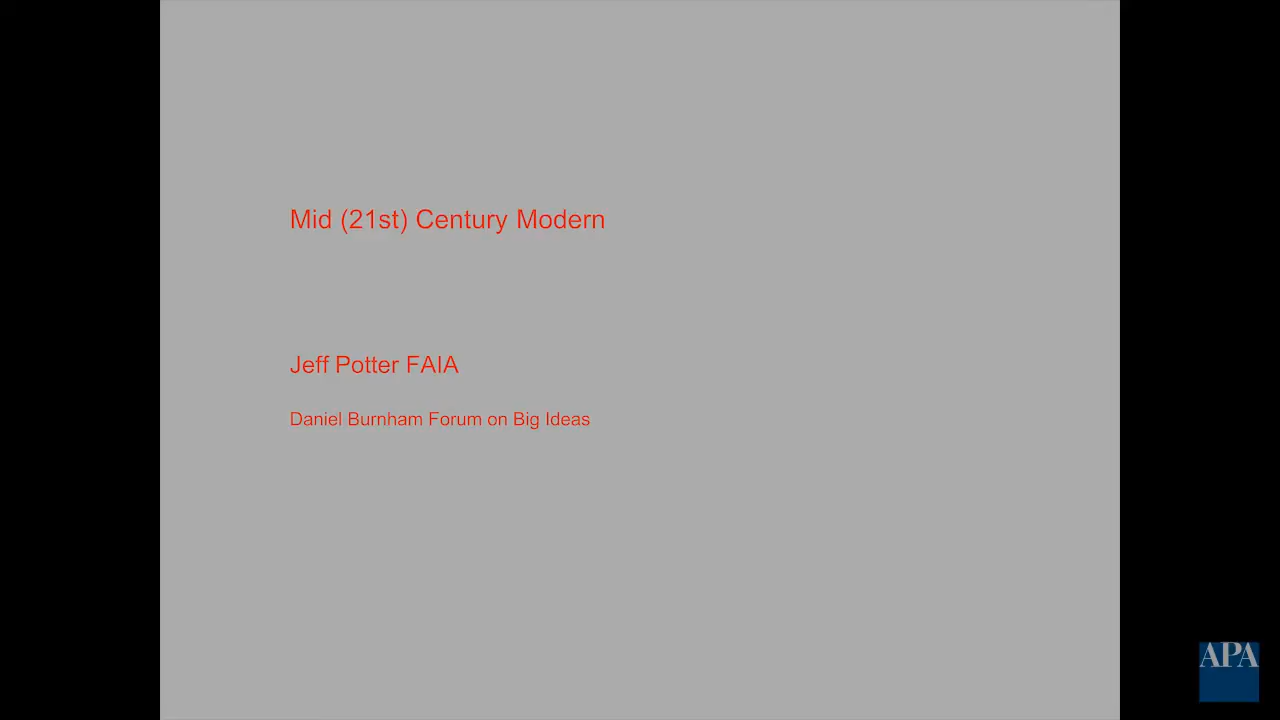 Mid (21st) Century Modern
Jeff Potter FAIA
Daniel Burnham Forum on Big Ideas
APA